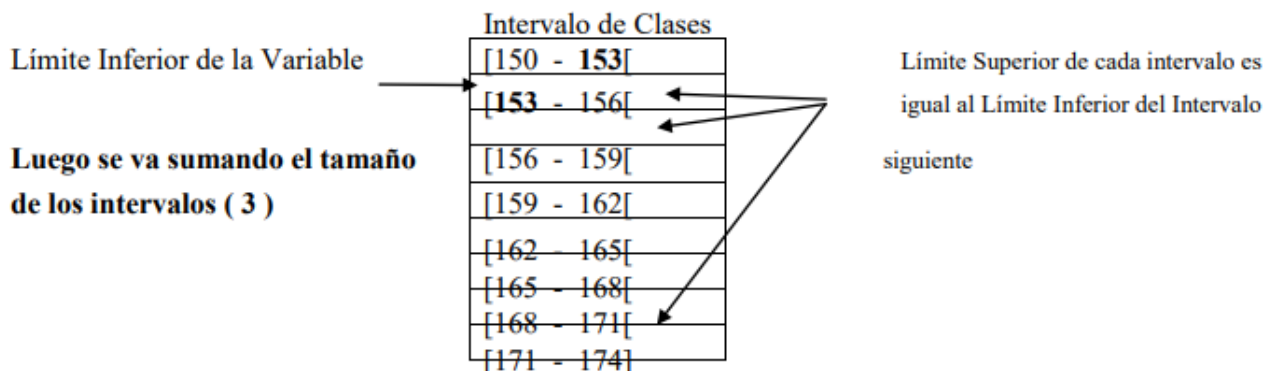 Intervalo de Clases
Límite Inferior de la Variable
[150 - 153[
[153 - 156[
[156 - 159[
[159 - 162[
[162 - 165[
[165 - 168[
[168 - 171[
[171 - 174]
Luego se va sumando el tamaño
de los intervalos ( 3 )
Límite Superior de cada intervalo es
igual al Límite Inferior del Intervalo
siguiente